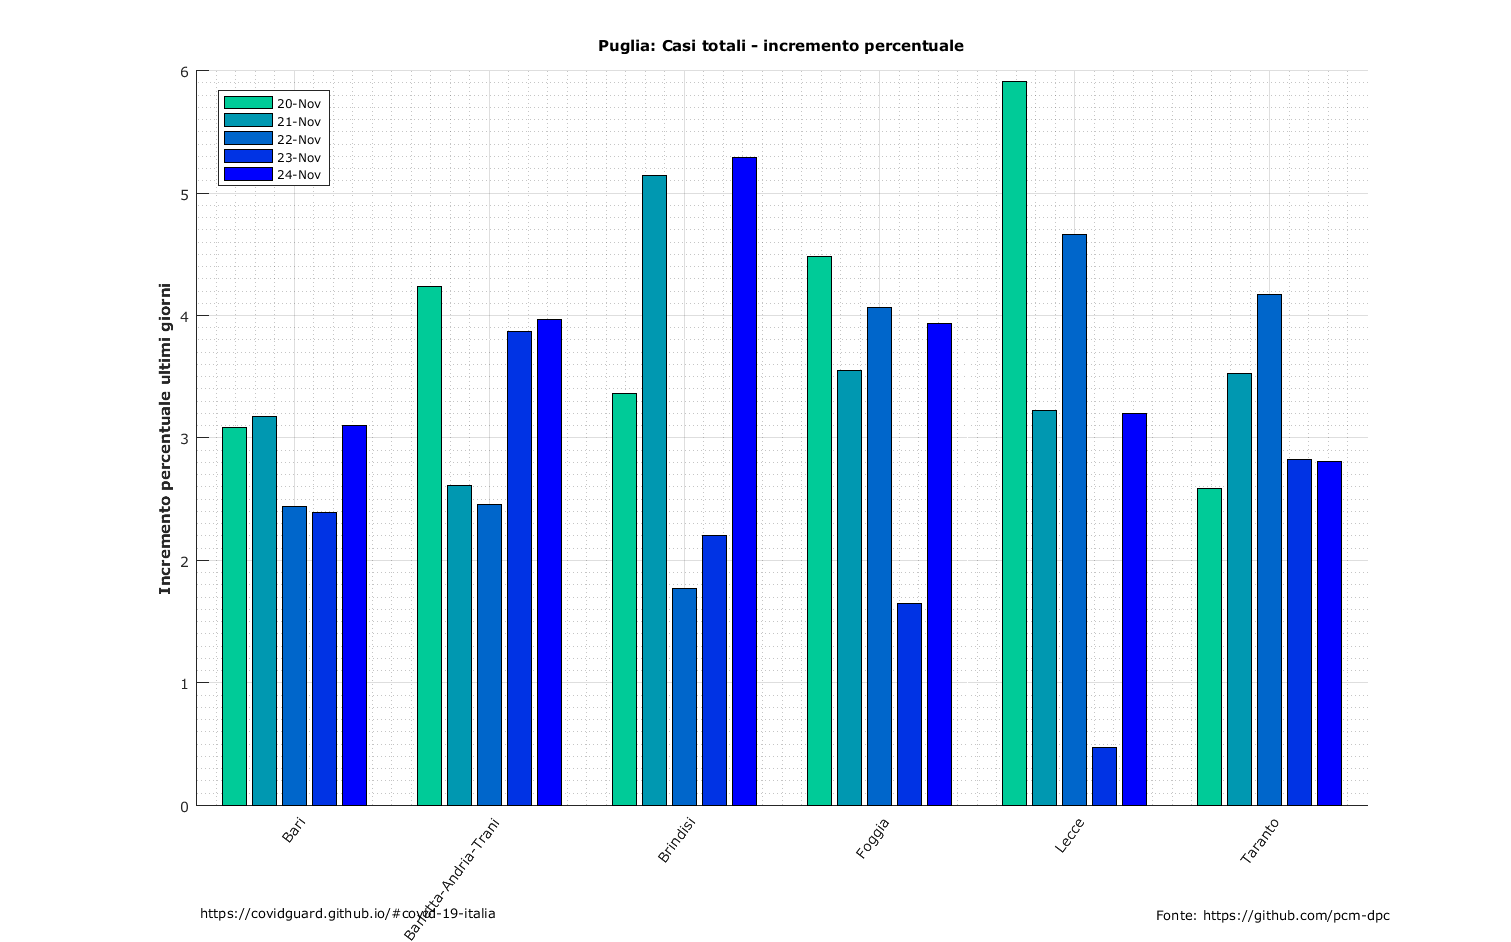 Puglia: Casi totali - incremento percentuale
Incremento percentuale ultimi giorni
6
5
4
3
2
1
0
20-Nov
21-Nov
22-Nov
23-Nov
24-Nov
Bari
Barletta-Andria-Trani
Brindisi
Foggia
Lecce
Taranto
https://covidguard.github.io/#covid-19-italia
Fonte: https://github.com/pcm-dpc